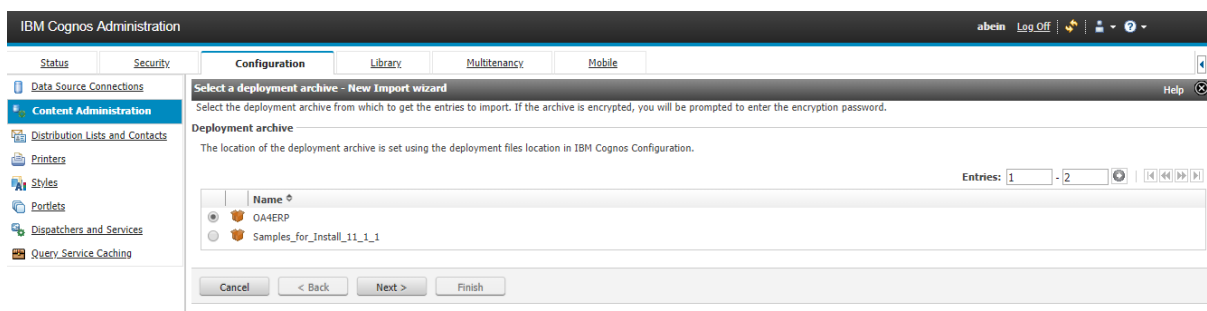 IBM Cognos Administration
abein Log Off
Status Security Configuration Library Multitenancy Mobile
Data Source Connections
Content Administration
Distribution Lists and Contacts
Printers
Styles
Portlets
Dispatchers and Services
Query Service Caching
Select a deployment archive - New Import wizard Help
Select the deployment archive from which to get the entries to import. If the archive is encrypted, you will be prompted to enter the encryption password.
Deployment archive
The location of the deployment archive is set using the deployment files location in IBM Cognos Configuration.
Entries: 1 - 2
Name
OA4ERP
Samples_for_Install_11_1_1
Cancel < Back Next > Finish